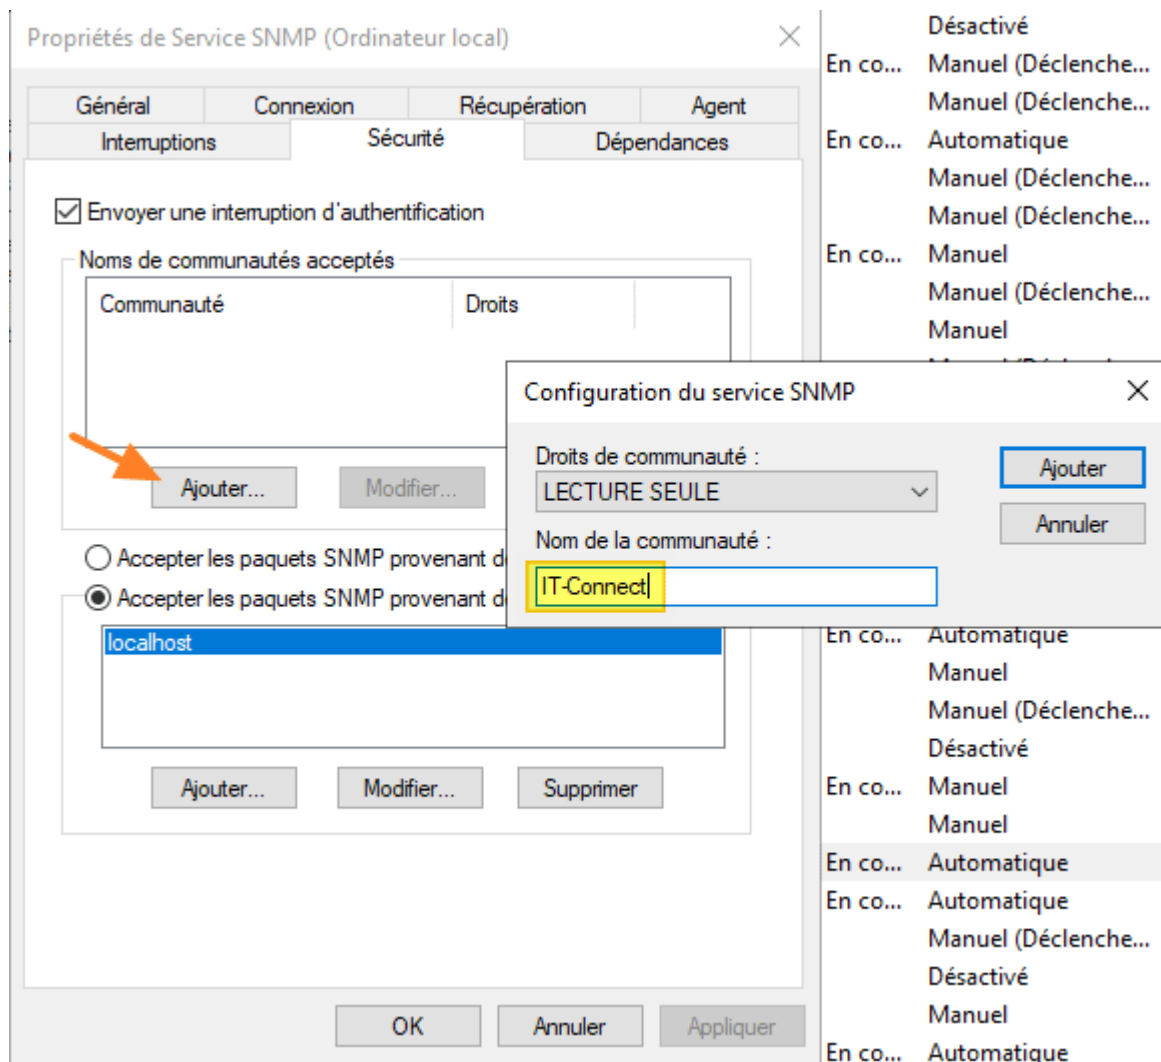 Propriétés de Service SNMP (Ordinateur local)
Général Connexion Récupération Agent
Interruptions Sécurité Dépendances
Envoyer une interruption d'authentification
Noms de communautés acceptés
Communauté Droits
Ajouter... Modifier...
Accepter les paquets SNMP provenant d
Accepter les paquets SNMP provenant d
localhost
Ajouter... Modifier... Supprimer
OK Annuler Appliquer
Configuration du service SNMP
Droits de communauté :
LECTURE SEULE
Nom de la communauté :
IT-Connect
Ajouter
Annuler
Désactivé
En co... Manuel (Déclenche...
Manuel (Déclenche...
En co... Automatique
Manuel (Déclenche...
Manuel (Déclenche...
En co... Manuel
Manuel (Déclenche...
Manuel
En co... Automatique
Manuel
Manuel (Déclenche...
Désactivé
En co... Manuel
Manuel
En co... Automatique
En co... Automatique
Manuel (Déclenche...
Désactivé
Manuel
En co... Automatique